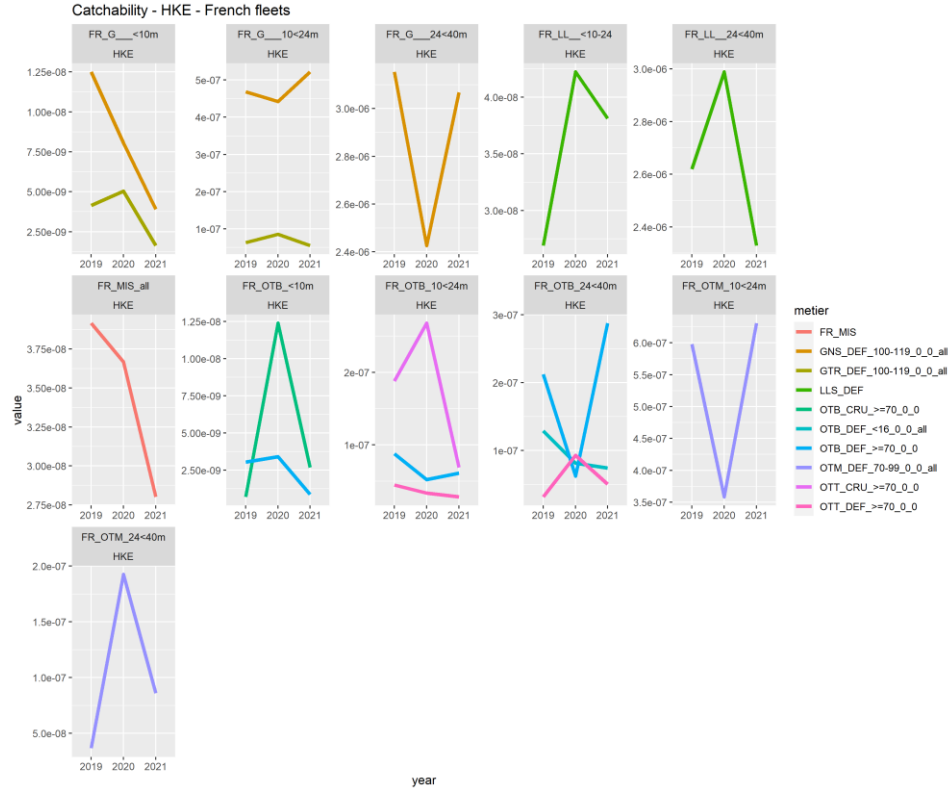 Catchability - HKE - French fleets
FR_G___<10m
FR_G___10<24m
FR_G___24<40m
FR_LL__<10-24
FR_LL__24<40m
HKE
HKE
HKE
HKE
HKE
1.25e-08
1.00e-08
7.50e-09
5.00e-09
2.50e-09
5e-07
4e-07
3e-07
2e-07
1e-07
3.0e-06
2.8e-06
2.6e-06
2.4e-06
4.0e-08
3.5e-08
3.0e-08
3.0e-06
2.8e-06
2.6e-06
2.4e-06
2019 2020 2021
2019 2020 2021
2019 2020 2021
2019 2020 2021
2019 2020 2021
FR_MIS_all
FR_OTB_<10m
FR_OTB_10<24m
FR_OTB_24<40m
FR_OTM_10<24m
HKE
HKE
HKE
HKE
HKE
3.75e-08
3.50e-08
3.25e-08
3.00e-08
2.75e-08
1.25e-08
1.00e-08
7.50e-09
5.00e-09
2.50e-09
2e-07
1e-07
3e-07
2e-07
1e-07
6.0e-07
5.5e-07
5.0e-07
4.5e-07
4.0e-07
3.5e-07
2019 2020 2021
2019 2020 2021
2019 2020 2021
2019 2020 2021
2019 2020 2021
FR_OTM_24<40m
HKE
2.0e-07
1.5e-07
1.0e-07
5.0e-08
2019 2020 2021
value
year
metier
FR_MIS
GNS_DEF_100-119_0_0_all
GTR_DEF_100-119_0_0_all
LLS_DEF
OTB_CRU_>=70_0_0
OTB_DEF_<16_0_0_all
OTB_DEF_>=70_0_0
OTM_DEF_70-99_0_0_all
OTT_CRU_>=70_0_0
OTT_DEF_>=70_0_0